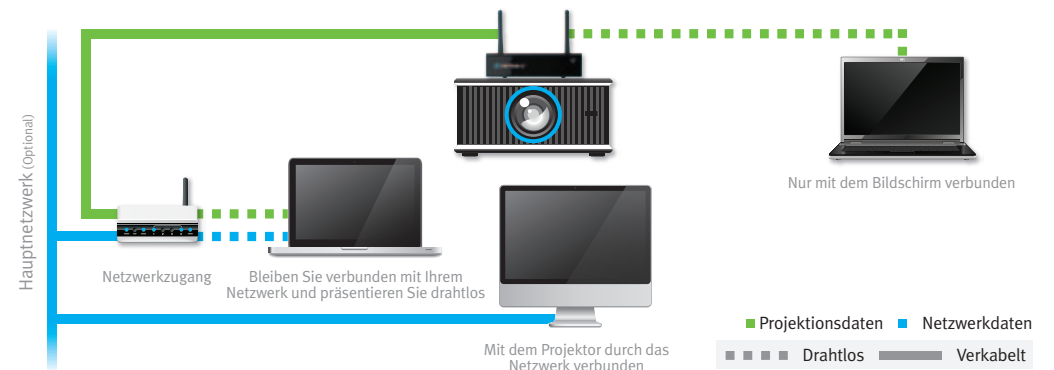 Hauptnetzwerk (Optional)
Nur mit dem Bildschirm verbunden
Netzwerkzugang
Bleiben Sie verbunden mit Ihrem
Netzwerk und präsentieren Sie drahtlos
Mit dem Projektor durch das
Netzwerk verbunden
Projektionsdaten
Netzwerkdaten
Drahtlos
Verkabelt